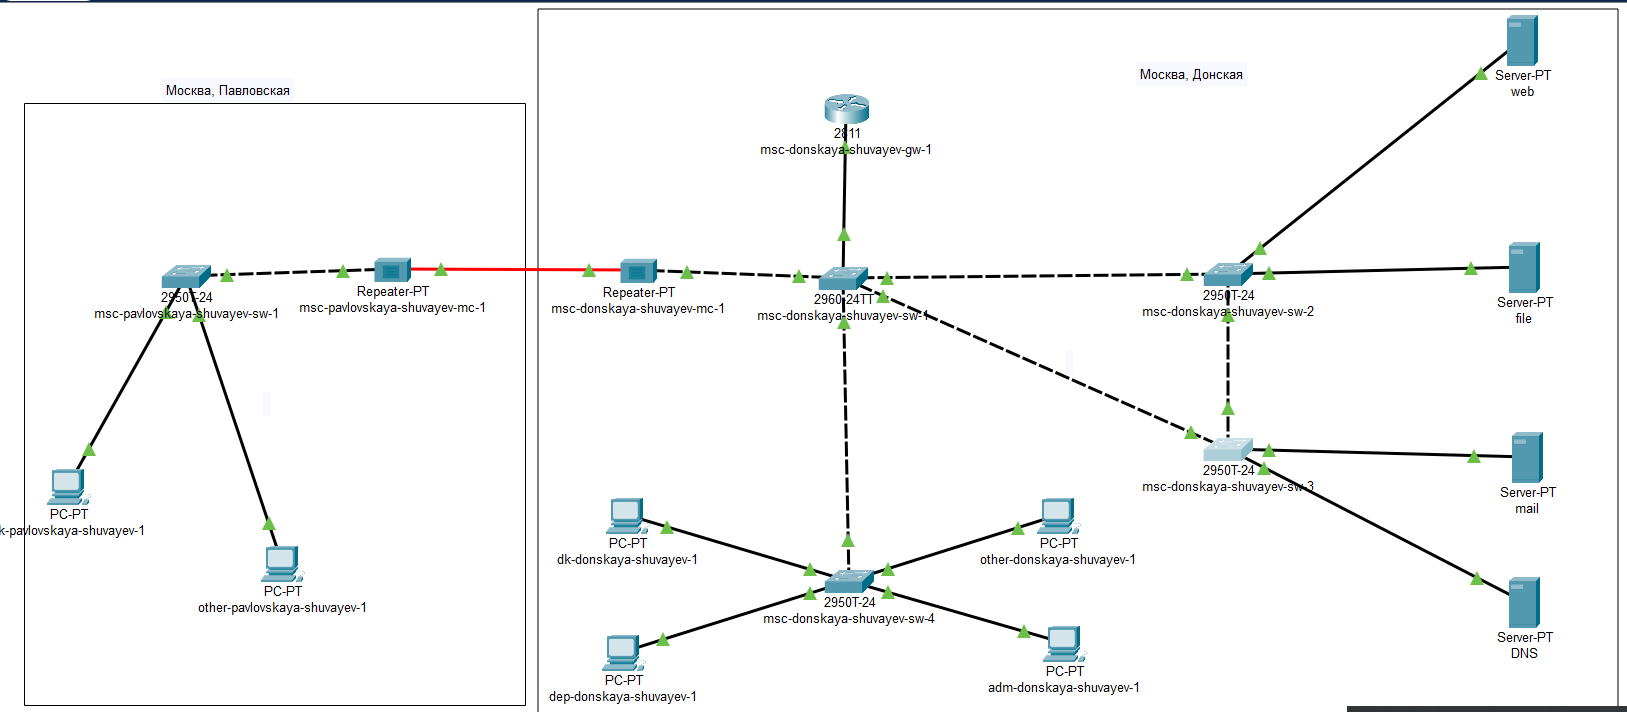 Москва, Павловская
Москва, Донская
Server-PT
web
2811
msc-donskaya-shuvayev-gw-1
2950T-24
msc-pavlovskaya-shuvayev-sw-1
Repeater-PT
msc-pavlovskaya-shuvayev-mc-1
Repeater-PT
msc-donskaya-shuvayev-mc-1
2960-24TT
msc-donskaya-shuvayev-sw-1
2950T-24
msc-donskaya-shuvayev-sw-2
Server-PT
file
2950T-24
msc-donskaya-shuvayev-sw-3
Server-PT
mail
PC-PT
k-pavlovskaya-shuvayev-1
PC-PT
other-pavlovskaya-shuvayev-1
PC-PT
dk-donskaya-shuvayev-1
PC-PT
other-donskaya-shuvayev-1
2950T-24
msc-donskaya-shuvayev-sw-4
PC-PT
dep-donskaya-shuvayev-1
PC-PT
adm-donskaya-shuvayev-1
Server-PT
DNS